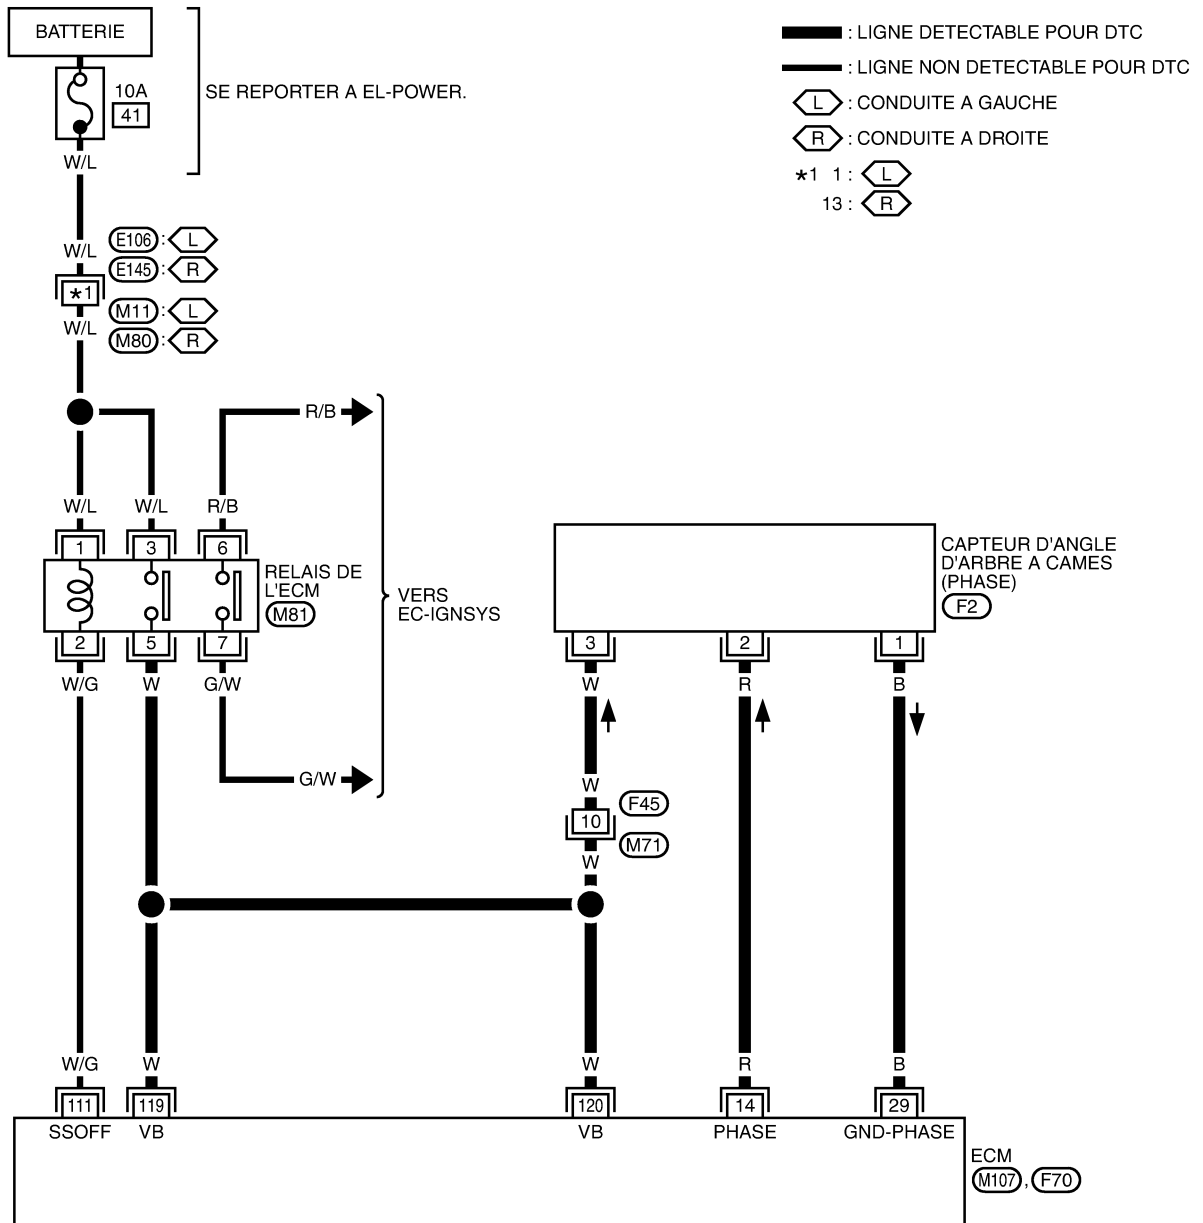 BATTERIE
10A
41
SE REPORTER A EL-POWER.
: LIGNE DETECTABLE POUR DTC
: LIGNE NON DETECTABLE POUR DTC
L : CONDUITE A GAUCHE
R : CONDUITE A DROITE
*1 1 : L
13 : R
W/L
W/L
E106 : L
E145 : R
*1
M11 : L
M80 : R
W/L
R/B
W/L W/L R/B
1 3 6
RELAIS DE
L'ECM
M81
2 5 7
W/G W G/W
G/W
VERS
EC-IGNSYS
CAPTEUR D'ANGLE
D'ARBRE A CAMES
(PHASE)
F2
3 2 1
W R B
W
F45
10
M71
W
W/G W W R B
111 119 120 14 29
SSOFF VB VB PHASE GND-PHASE
ECM
M107 , F70